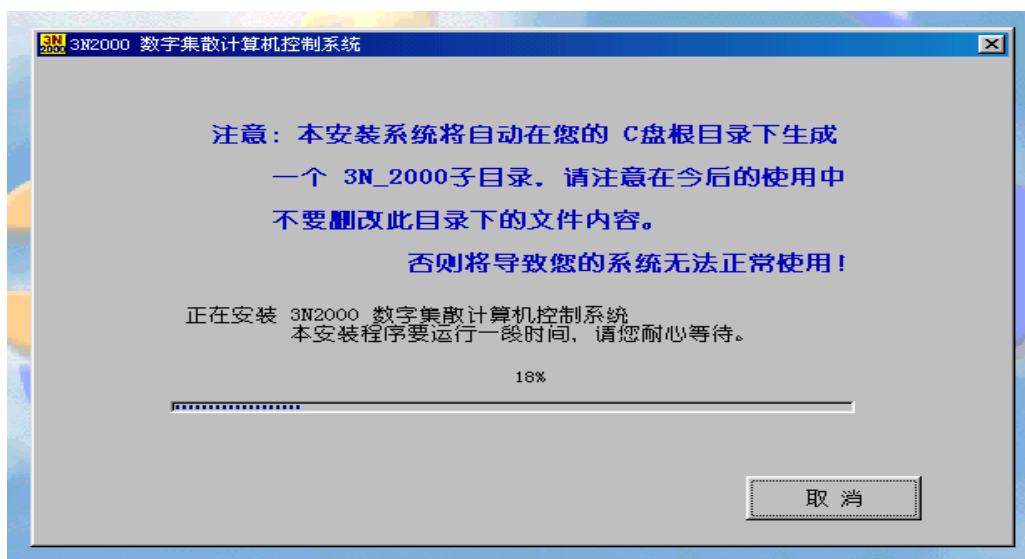 3N
2000
3N2000 数字集散计算机控制系统
注意: 本安装系统将自动在您的 C盘根目录下生成
一个 3N_2000子目录，请注意在今后的使用中
不要删改此目录下的文件内容。
否则将导致您的系统无法正常使用!
正在安装 3N2000 数字集散计算机控制系统
本安装程序要运行一段时间，请您耐心等待。
18%
取 消